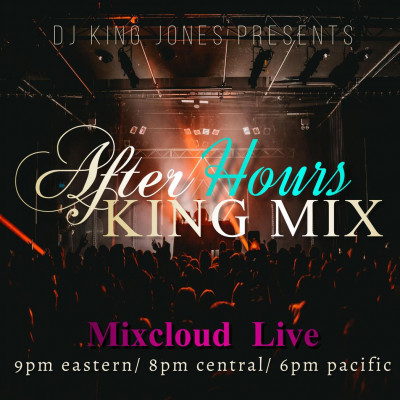 DJ KING JONES PRESENTS
After Hours
KING MIX
Mixcloud Live
9pm eastern/ 8pm central/ 6pm pacific